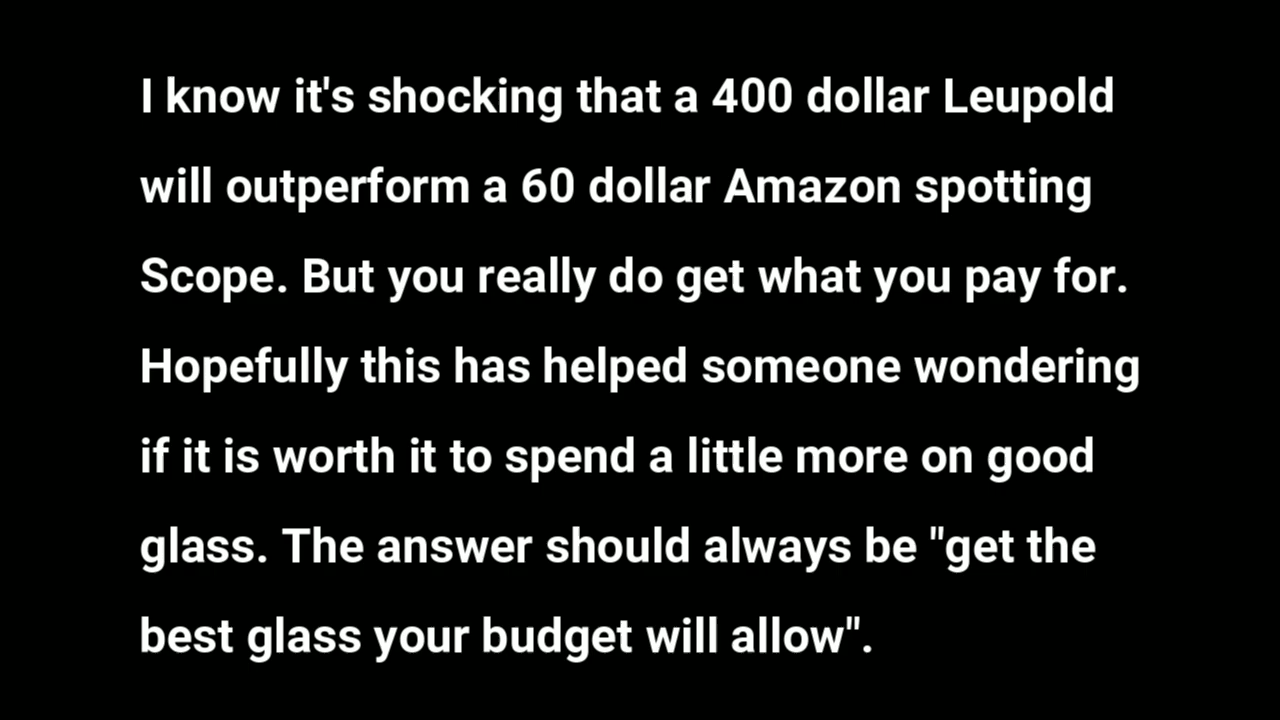 I know it's shocking that a 400 dollar Leupold
will outperform a 60 dollar Amazon spotting
Scope. But you really do get what you pay for.
Hopefully this has helped someone wondering
if it is worth it to spend a little more on good
glass. The answer should always be "get the
best glass your budget will allow".